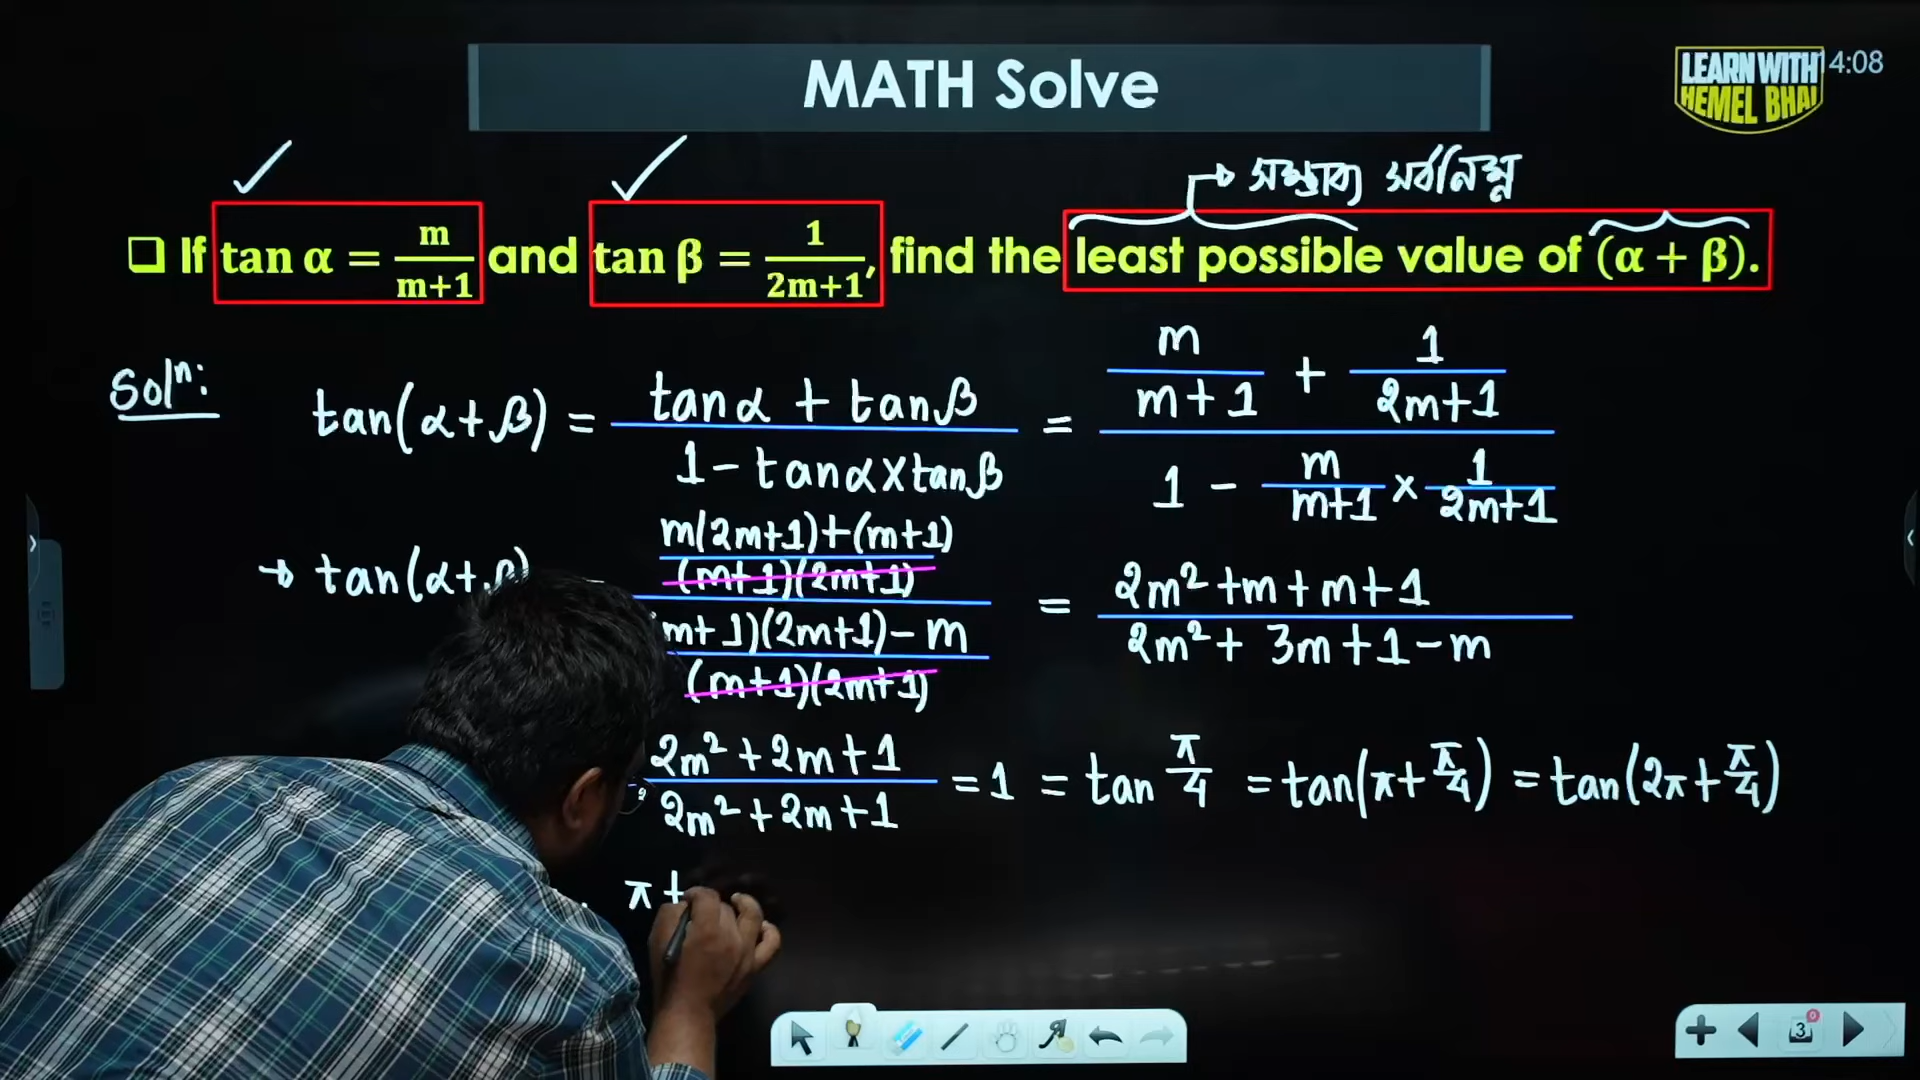 MATH Solve
LEARN WITH
HEMEL BHAI
14:08
সম্ভাব্য সর্বনিম্ন
❑ If tan α = m/(m+1) and tan β = 1/(2m+1), find the least possible value of (α + β).
Solⁿ:
tan(α+β) = (tanα + tanβ)/(1 - tanα×tanβ) = (m/(m+1) + 1/(2m+1))/(1 - m/(m+1) × 1/(2m+1))
→ tan(α+β) = ((m(2m+1)+(m+1))/((m+1)(2m+1)))/((m+1)(2m+1)-m)/((m+1)(2m+1)) = (2m²+m+m+1)/(2m²+3m+1-m)
(2m²+2m+1)/(2m²+2m+1) = 1 = tan π/4 = tan(π+π/4) = tan(2π+π/4)
π +
3
0